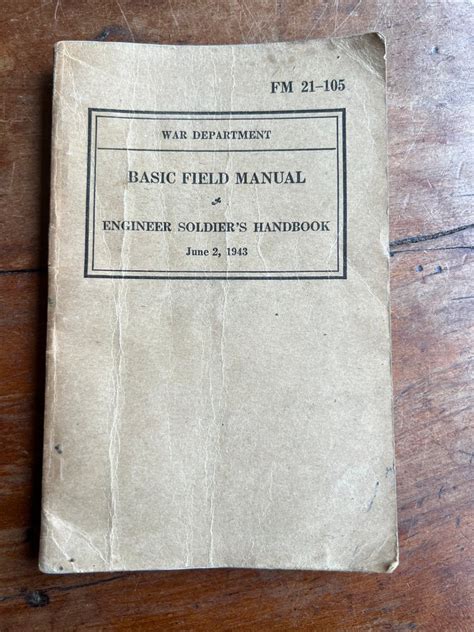 FM 21–105
WAR DEPARTMENT
BASIC FIELD MANUAL
ENGINEER SOLDIER'S HANDBOOK
June 2, 1943